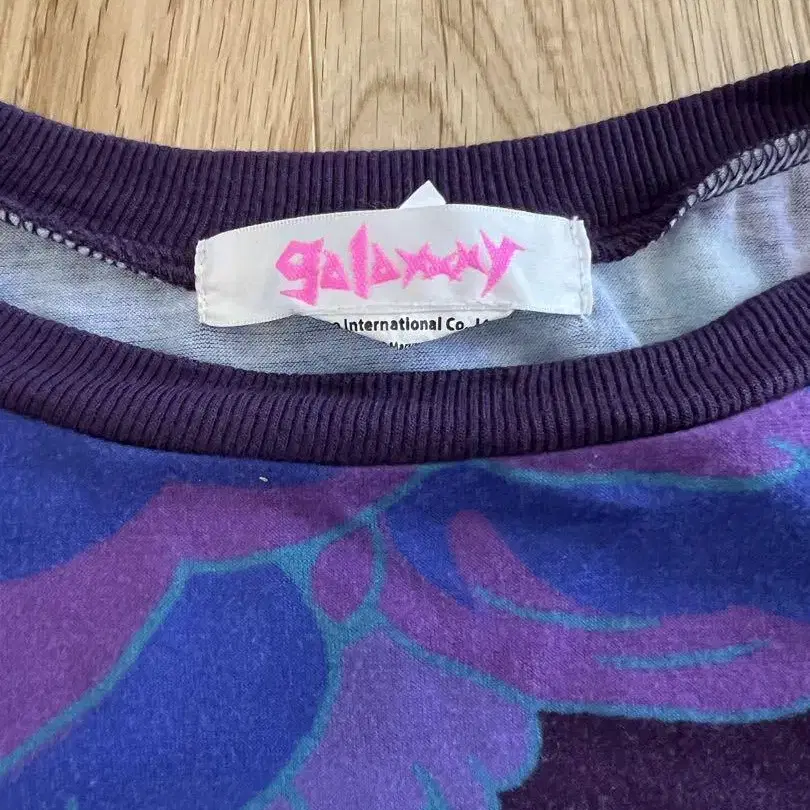 galaxxxy
International Co.,